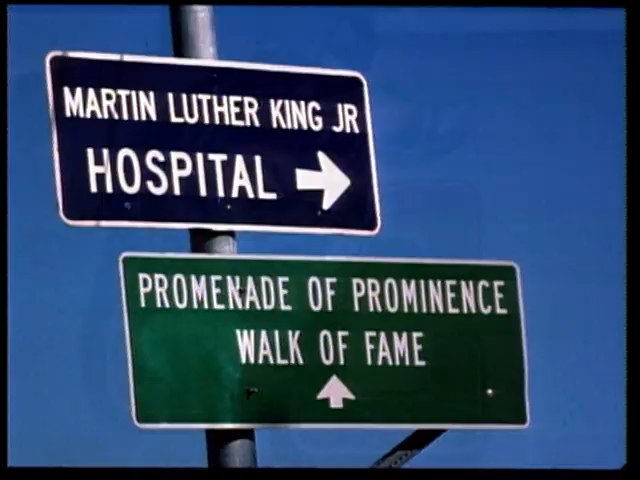 MARTIN LUTHER KING JR
HOSPITAL
PROMENADE OF PROMINENCE
WALK OF FAME